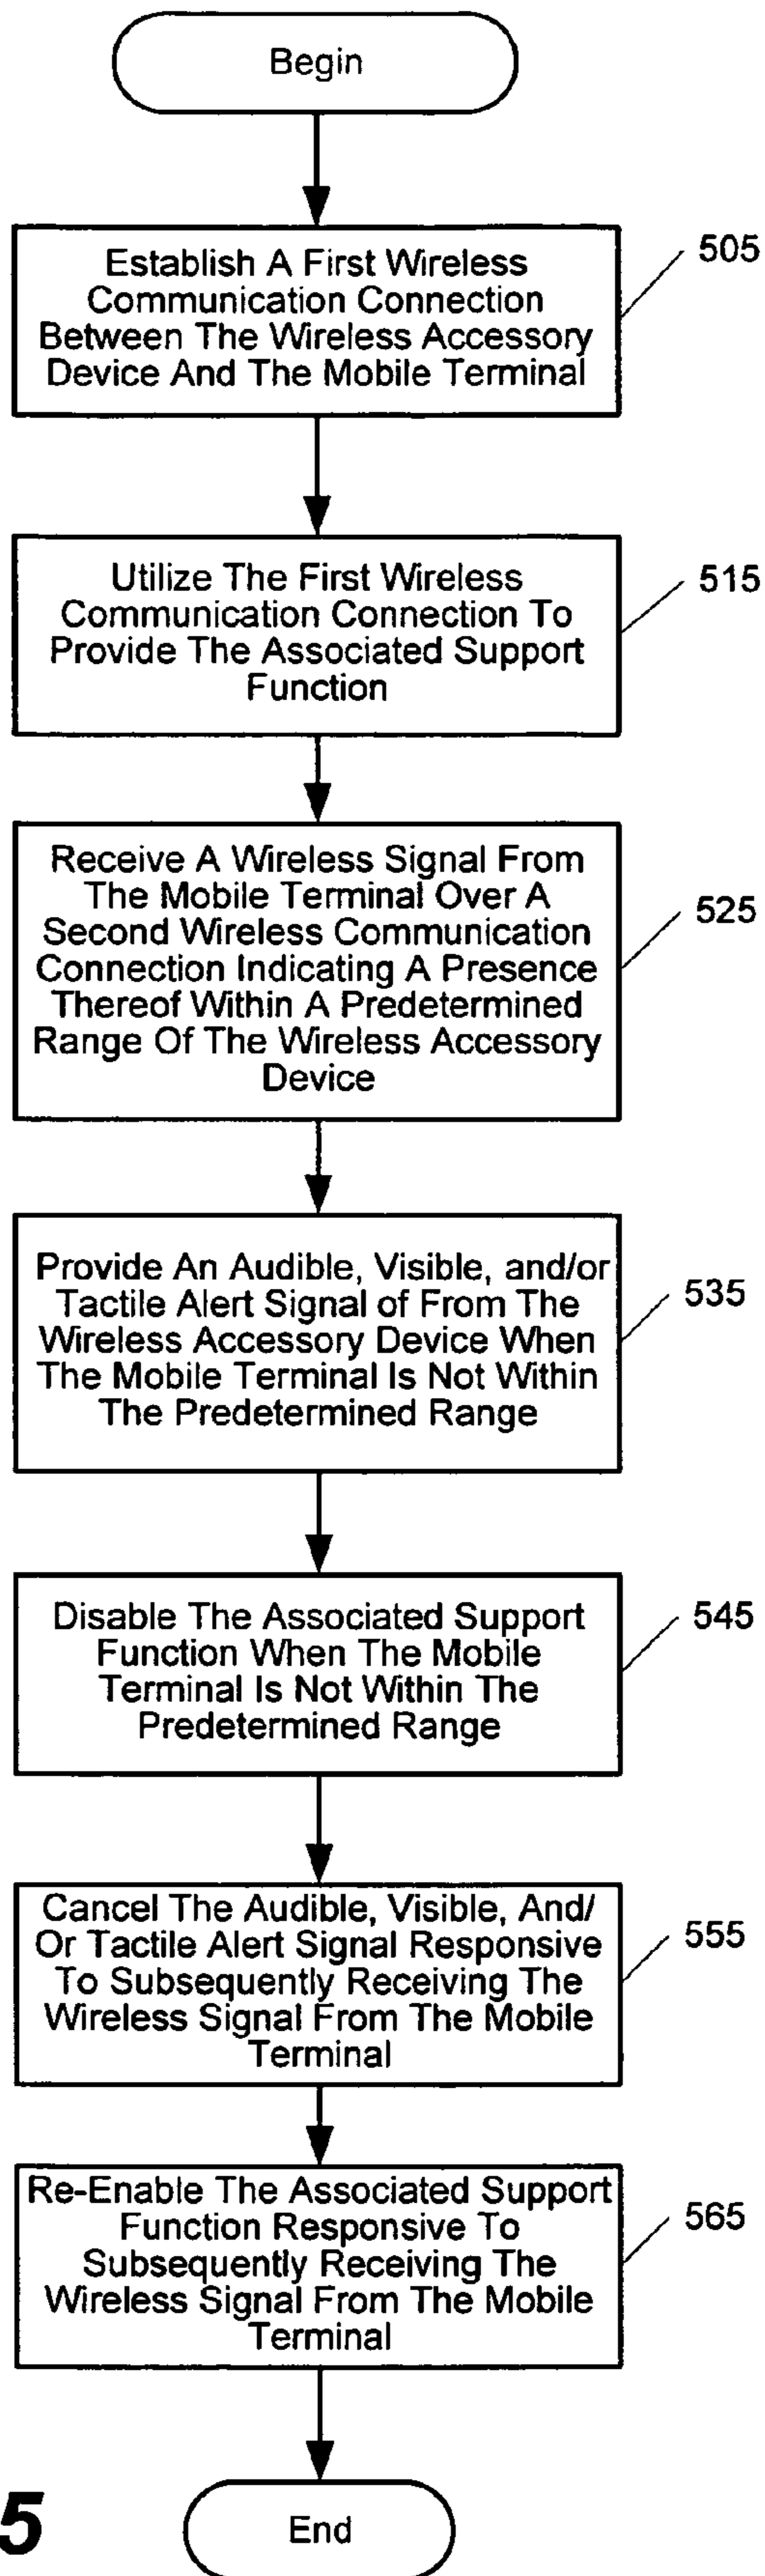 Begin
Establish A First Wireless
Communication Connection
Between The Wireless Accessory
Device And The Mobile Terminal
505
Utilize The First Wireless
Communication Connection To
Provide The Associated Support
Function
515
Receive A Wireless Signal From
The Mobile Terminal Over A
Second Wireless Communication
Connection Indicating A Presence
Thereof Within A Predetermined
Range Of The Wireless Accessory
Device
525
Provide An Audible, Visible, and/or
Tactile Alert Signal of From The
Wireless Accessory Device When
The Mobile Terminal Is Not Within
The Predetermined Range
535
Disable The Associated Support
Function When The Mobile
Terminal Is Not Within The
Predetermined Range
545
Cancel The Audible, Visible, And/
Or Tactile Alert Signal Responsive
To Subsequently Receiving The
Wireless Signal From The Mobile
Terminal
555
Re-Enable The Associated Support
Function Responsive To
Subsequently Receiving The
Wireless Signal From The Mobile
Terminal
565
5
End